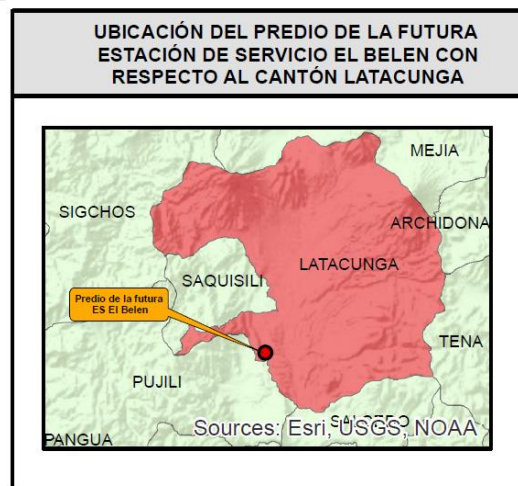 UBICACIÓN DEL PREDIO DE LA FUTURA
ESTACIÓN DE SERVICIO EL BELEN CON
RESPECTO AL CANTÓN LATACUNGA
MEJIA
SIGCHOS
ARCHIDONA
LATACUNGA
SAQUISILI
Predio de la futura
ES El Belen
TENA
PUJILI
SALCEDO
Sources: Esri, USGS, NOAA
PANGUA